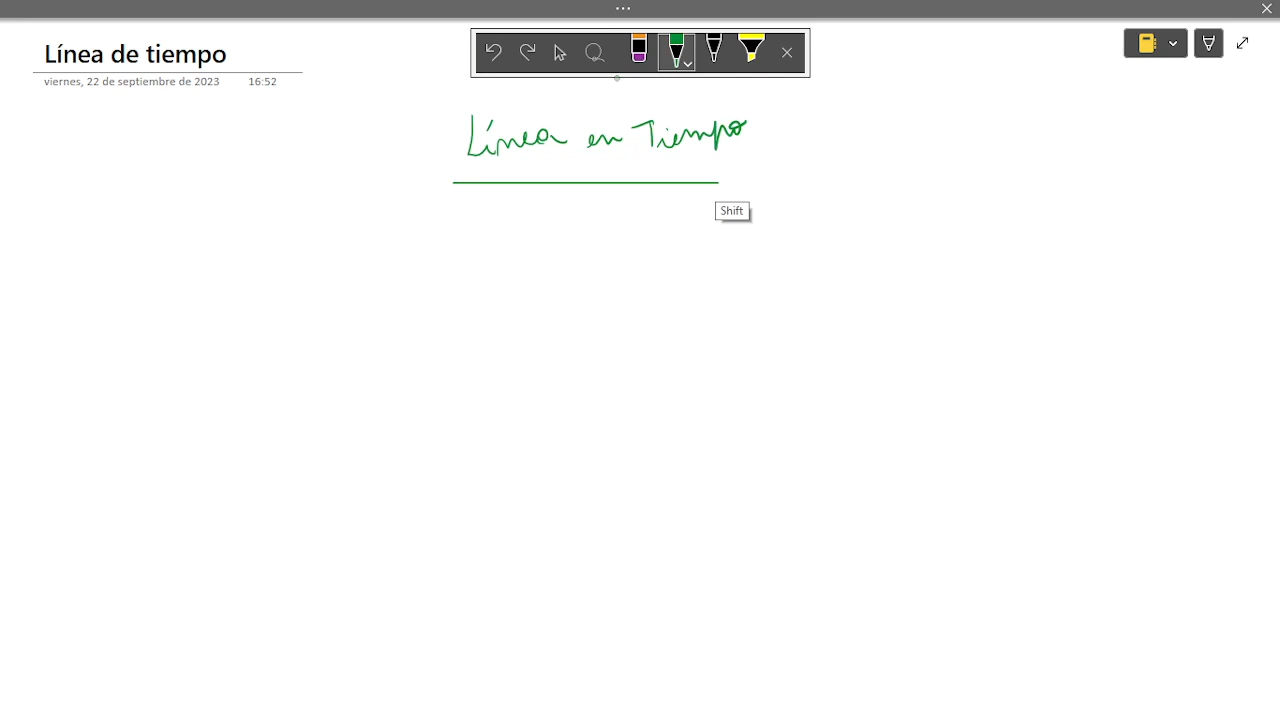 Línea de tiempo
viernes, 22 de septiembre de 2023 16:52
Línea en Tiempo
Shift